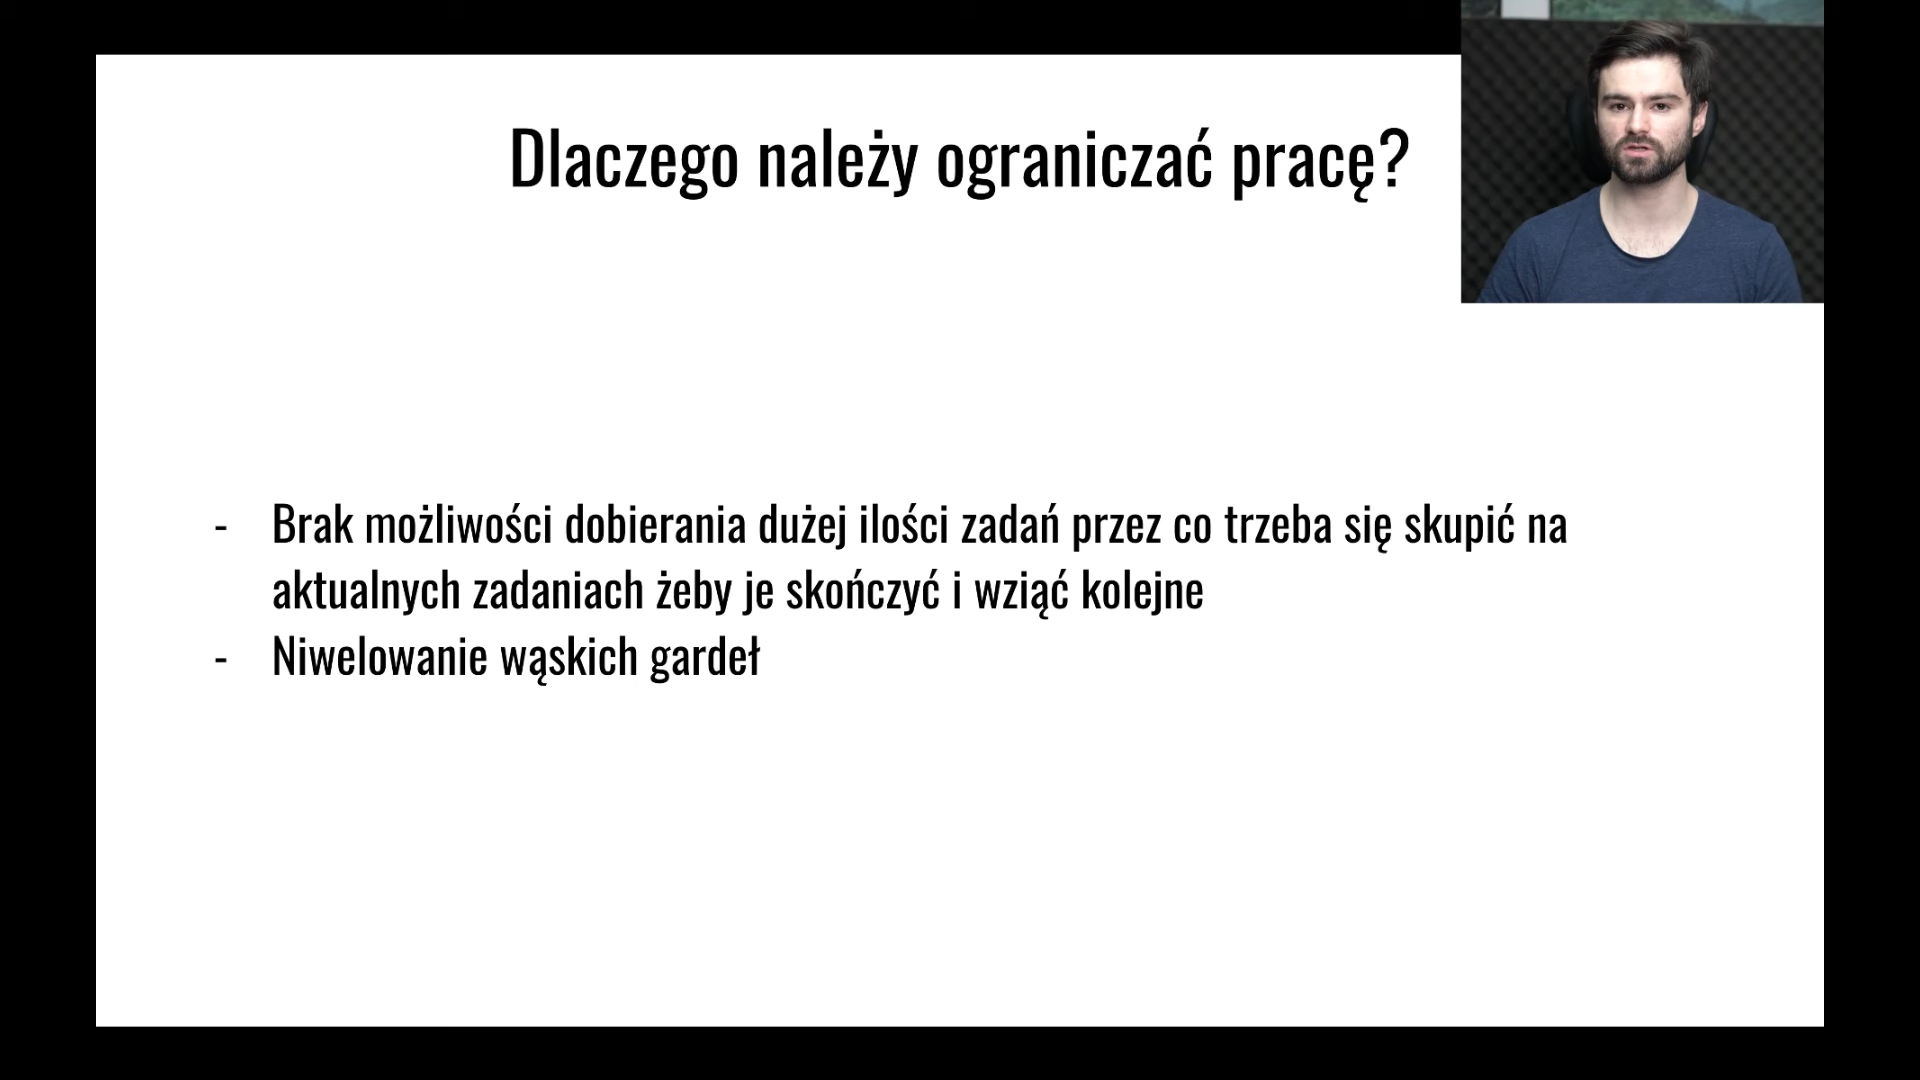 Dlaczego należy ograniczać pracę?
- Brak możliwości dobierania dużej ilości zadań przez co trzeba się skupić na
aktualnych zadaniach żeby je skończyć i wziąć kolejne
- Niwelowanie wąskich gardeł